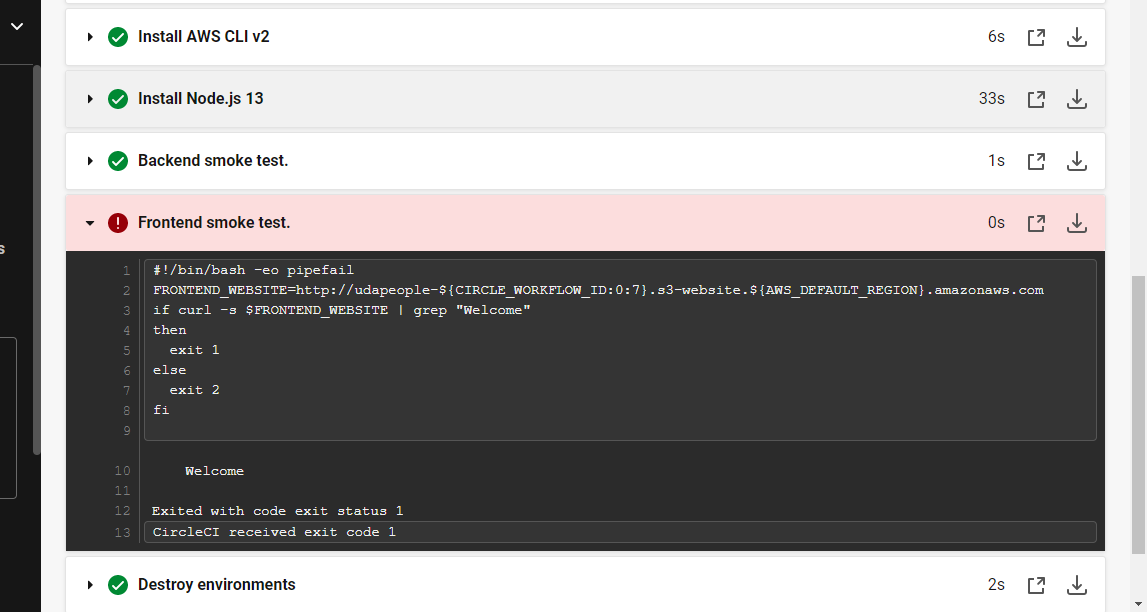 Install AWS CLI v2 6s
Install Node.js 13 33s
Backend smoke test. 1s
s
Frontend smoke test. 0s
1 #!/bin/bash -eo pipefail
2 FRONTEND_WEBSITE=http://udapeople-${CIRCLE_WORKFLOW_ID:0:7}.s3-website.${AWS_DEFAULT_REGION}.amazonaws.com
3 if curl -s $FRONTEND_WEBSITE | grep "Welcome"
4 then
5   exit 1
6 else
7   exit 2
8 fi
9
10     Welcome
11
12 Exited with code exit status 1
13 CircleCI received exit code 1
Destroy environments 2s